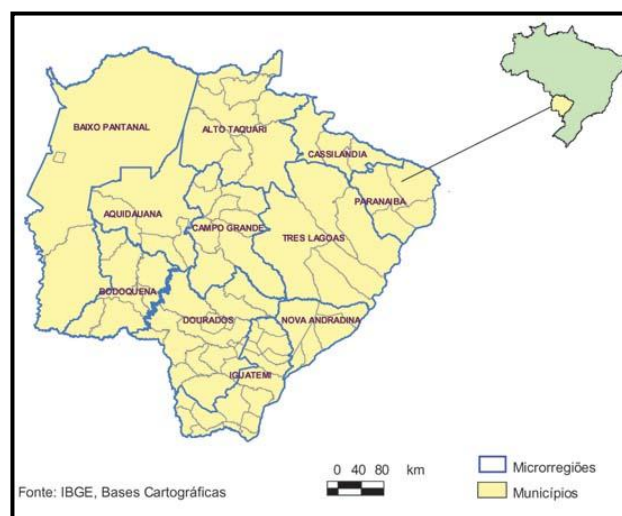 BAIXO PANTANAL
ALTO TAQUARI
CASSILANDIA
PARANAIBA
AQUIDAUANA
CAMPO GRANDE
TRES LAGOAS
BODOQUENA
DOURADOS
NOVA ANDRADINA
IGUATEMI
0 40 80 km
Microrregiões
Municípios
Fonte: IBGE, Bases Cartográficas